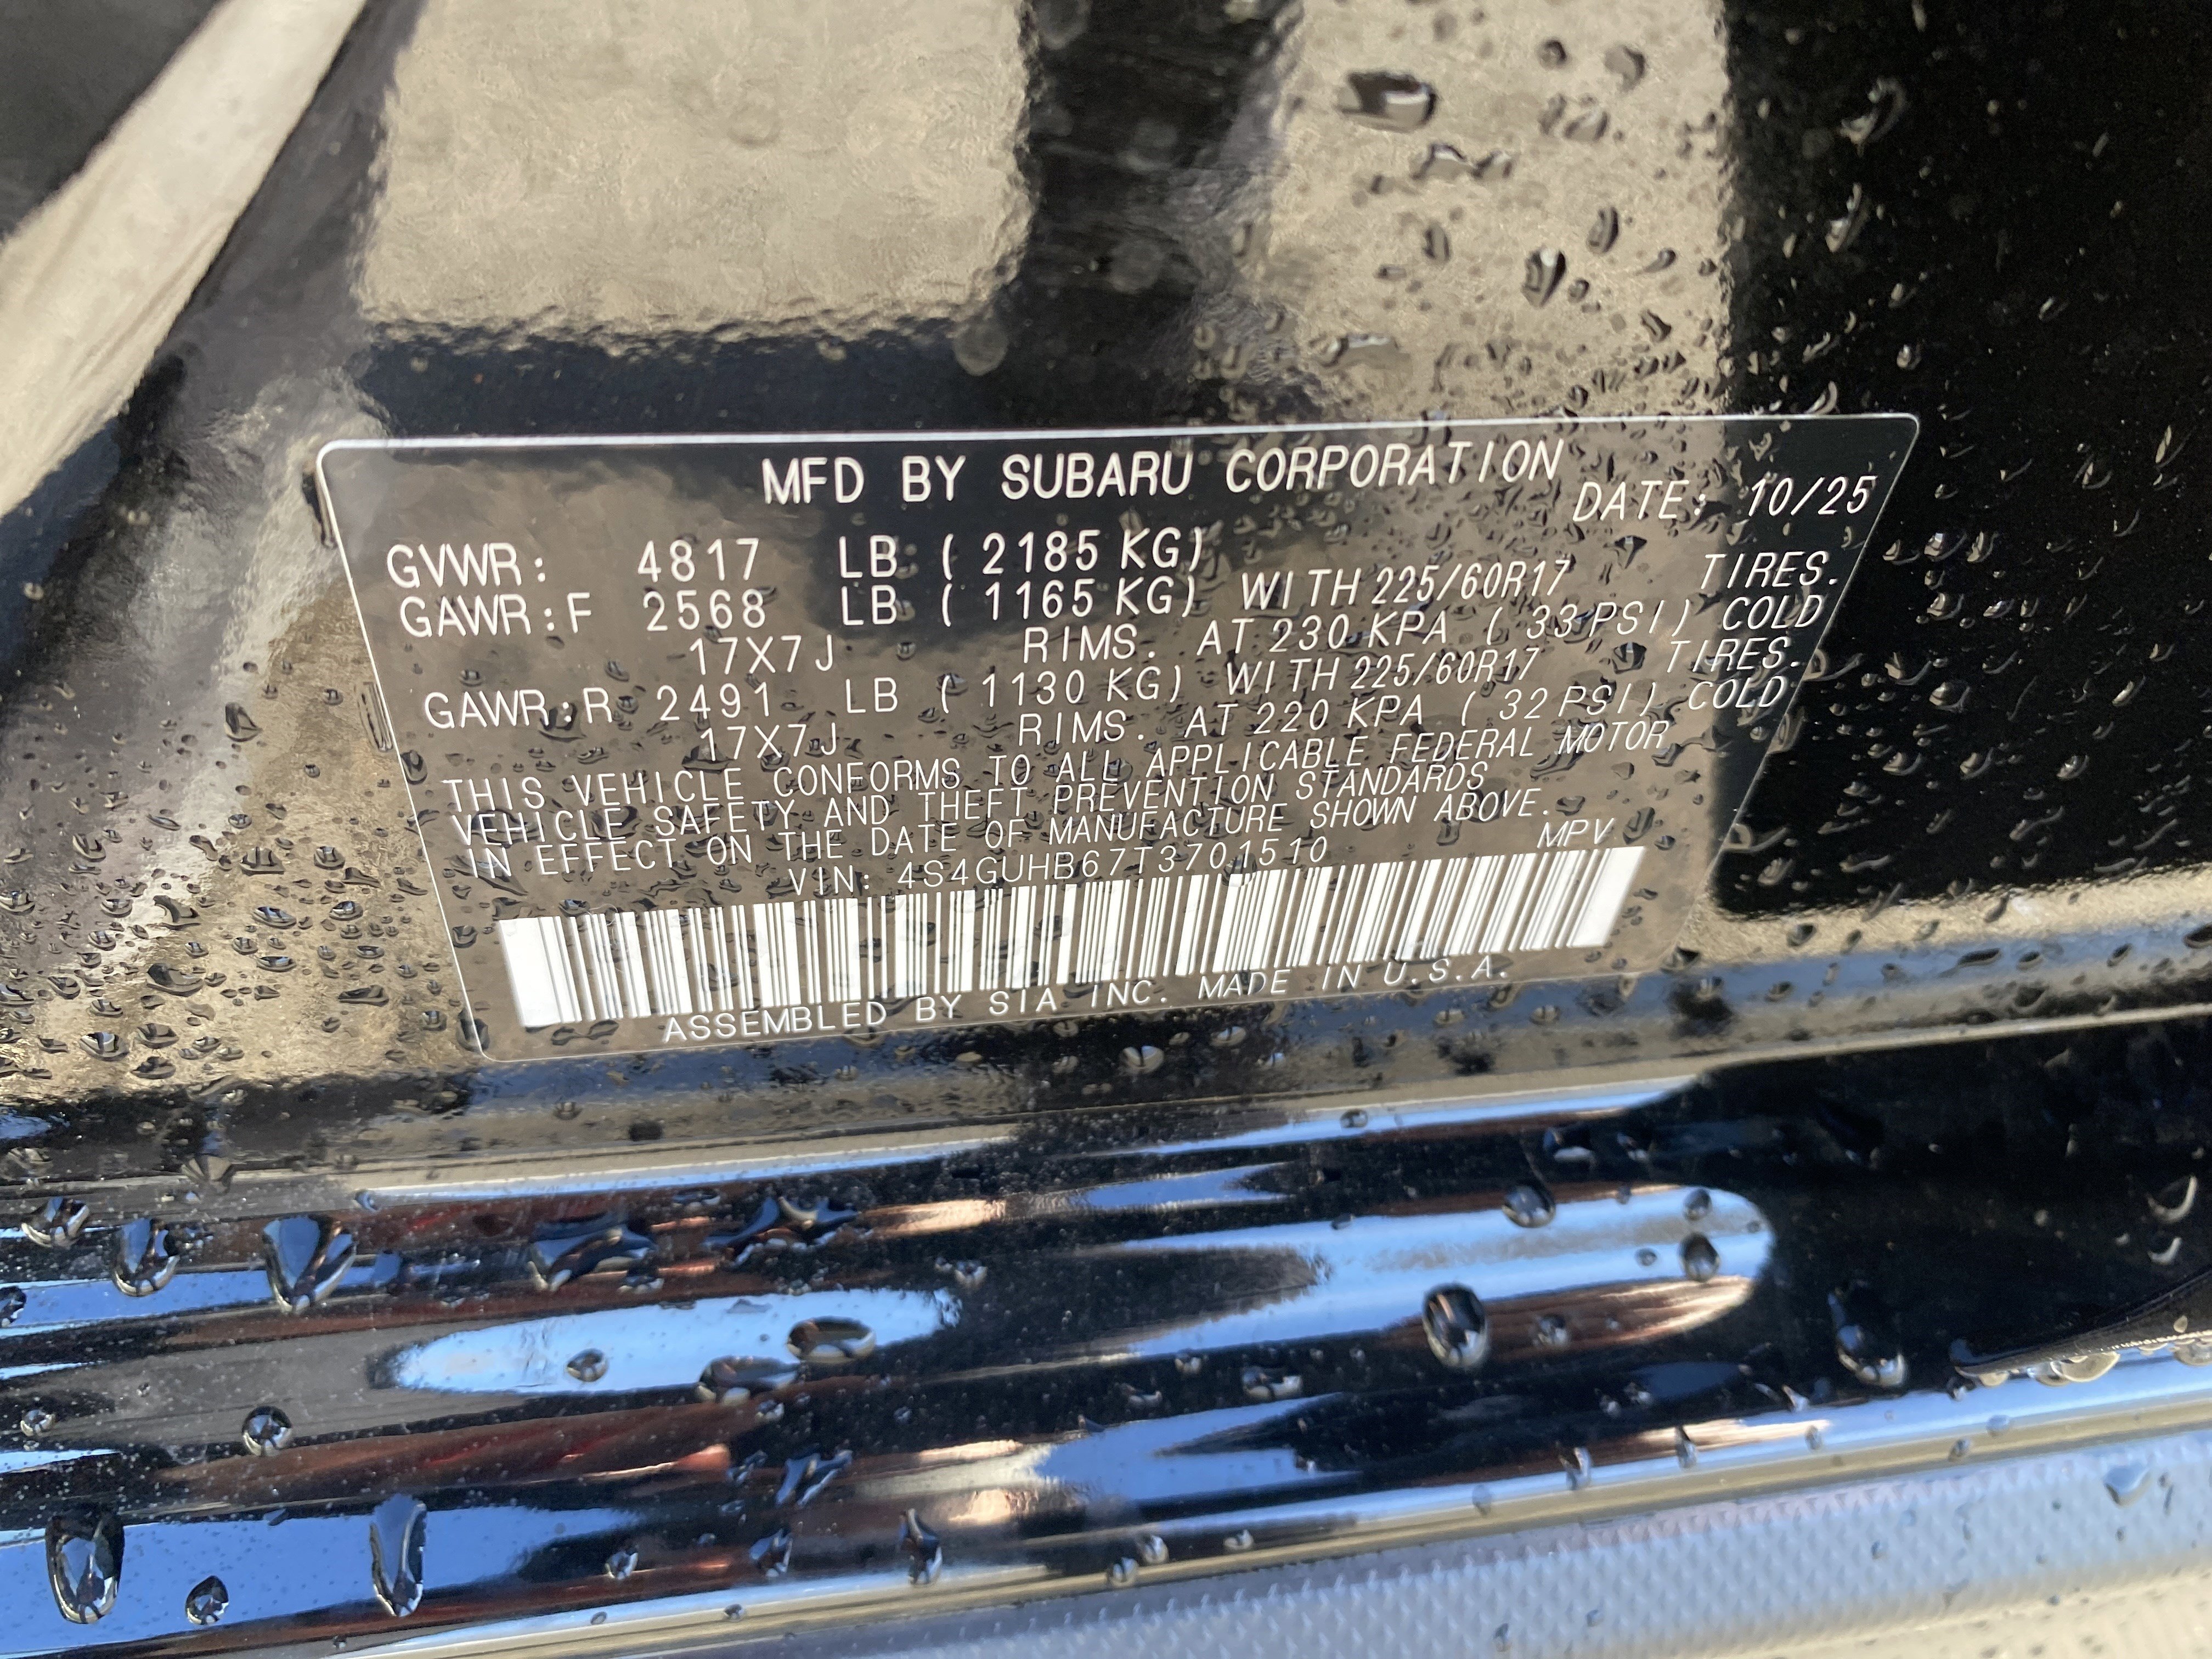 MFD BY SUBARU CORPORATION
DATE: 10/25
GVWR: 4817 LB ( 2185 KG)
GAWR:F 2568 LB ( 1165 KG) WITH 225/60R17 TIRES.
17X7J RIMS. AT 230 KPA ( 33 PSI) COLD
GAWR:R 2491 LB ( 1130 KG) WITH 225/60R17 TIRES.
17X7J RIMS. AT 220 KPA ( 32 PSI) COLD
THIS VEHICLE CONFORMS TO ALL APPLICABLE FEDERAL MOTOR
VEHICLE SAFETY AND THEFT PREVENTION STANDARDS
IN EFFECT ON THE DATE OF MANUFACTURE SHOWN ABOVE.
VIN: 4S4GUHB67T3701510 MPV
ASSEMBLED BY SIA INC. MADE IN U.S.A.